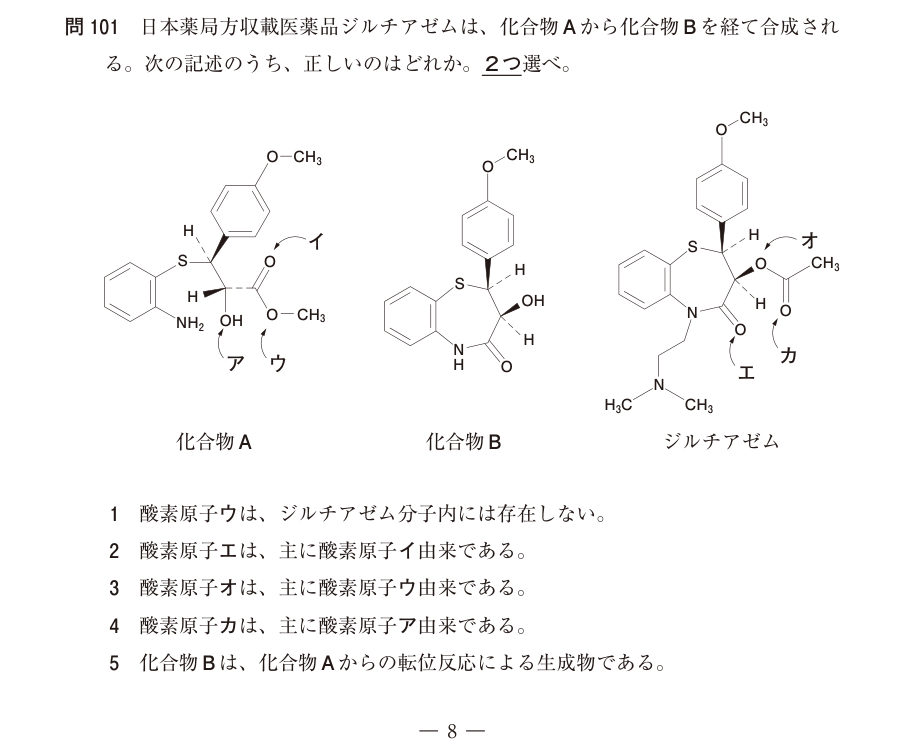 問 101 日本薬局方収載医薬品ジルチアゼムは、化合物Aから化合物Bを経て合成され
る。次の記述のうち、正しいのはどれか。2つ選べ。
O CH3
O CH3
O CH3
H
イ
S
O
H
NH2
OH
O CH3
ア
ウ
S
H
OH
H
N
H
O
S
H
O
オ
CH3
H
N
O
O
エ
カ
N
H3C
CH3
化合物A
化合物B
ジルチアゼム
1 酸素原子ウは、ジルチアゼム分子内には存在しない。
2 酸素原子エは、主に酸素原子イ由来である。
3 酸素原子オは、主に酸素原子ウ由来である。
4 酸素原子カは、主に酸素原子ア由来である。
5 化合物Bは、化合物Aからの転位反応による生成物である。
― 8 ―